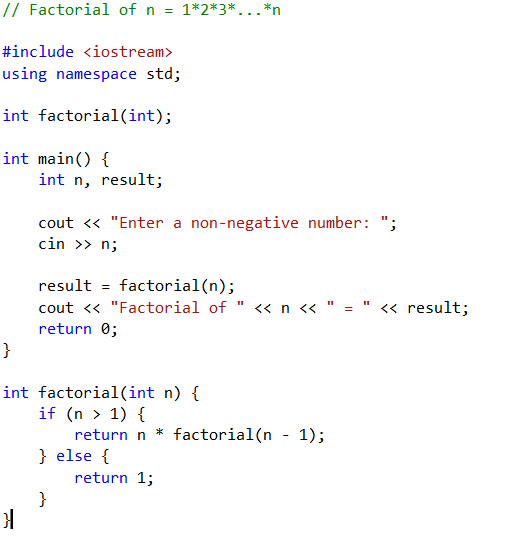 // Factorial of n = 1*2*3*...*n

#include <iostream>
using namespace std;

int factorial(int);

int main() {
    int n, result;

    cout << "Enter a non-negative number: ";
    cin >> n;

    result = factorial(n);
    cout << "Factorial of " << n << " = " << result;
    return 0;
}

int factorial(int n) {
    if (n > 1) {
        return n * factorial(n - 1);
    } else {
        return 1;
    }
}